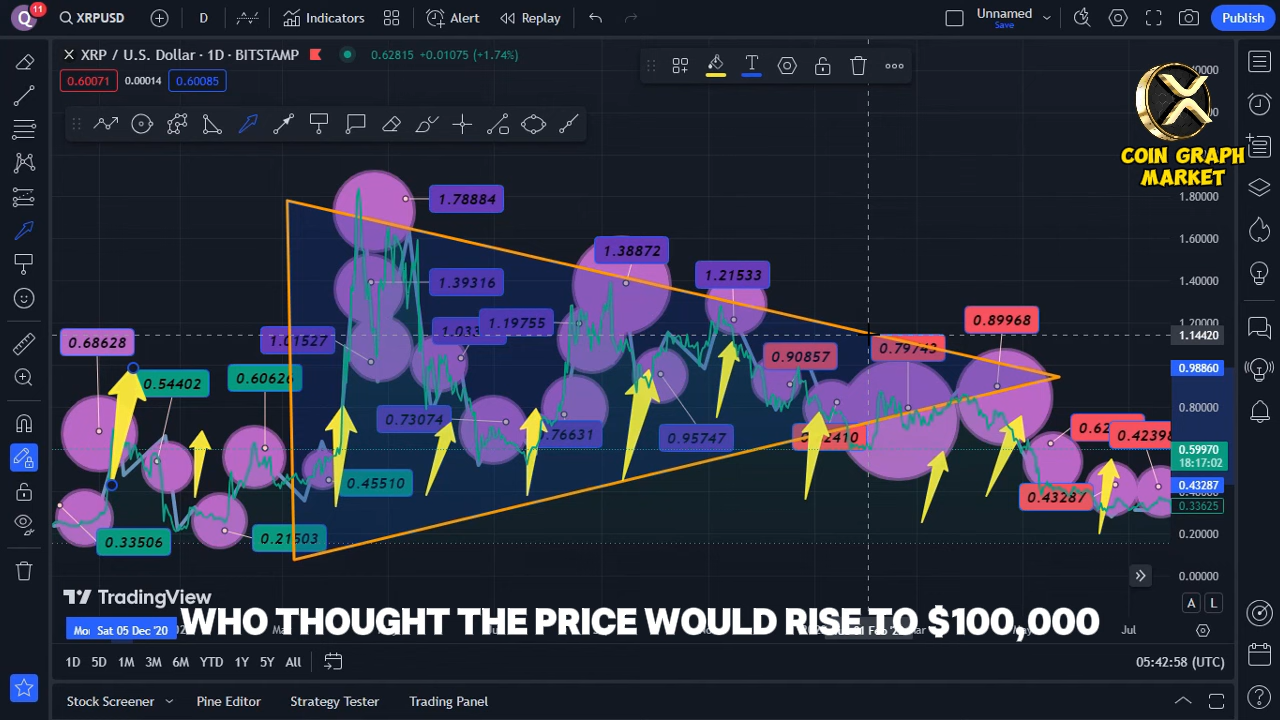 Q 11 XRPUSD D Indicators Alert Replay Unnamed Save Publish
XRP / U.S. Dollar · 1D · BITSTAMP 0.62815 +0.01075 (+1.74%)
0.60071 0.00014 0.60085
T
COIN GRAPH
MARKET
1.78884
1.80000
1.38872
1.60000
1.21533
1.39316
1.40000
1.19755
0.89968
1.20000
0.68628
1.14420
0.79743
0.90857
0.98860
0.54402
0.60626
0.73074
0.80000
0.76631
0.95747
0.42398
0.59970
18:17:02
0.45510
0.43287
0.43287
0.33625
0.33506
0.21503
0.20000
0.00000
TradingView
A L
WHO THOUGHT THE PRICE WOULD RISE TO $100,000
Sat 05 Dec '20
Jul
1D 5D 1M 3M 6M YTD 1Y 5Y All
05:42:58 (UTC)
Stock Screener Pine Editor Strategy Tester Trading Panel